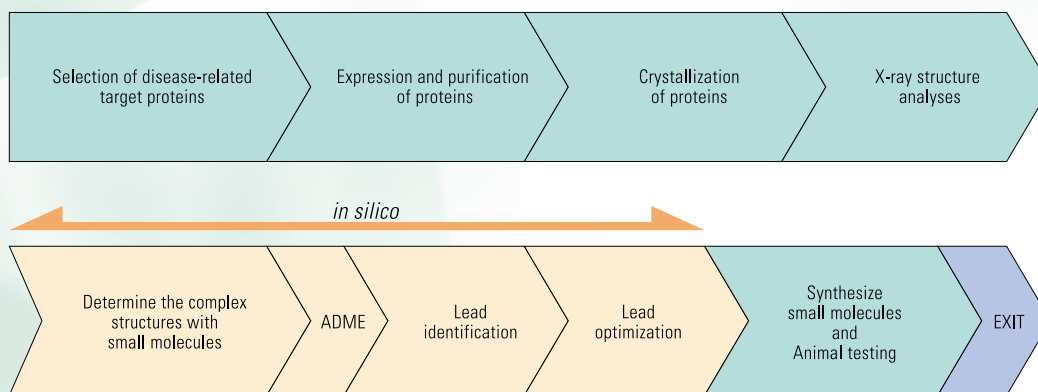 Selection of disease-related
target proteins
Expression and purification
of proteins
Crystallization
of proteins
X-ray structure
analyses
in silico
Determine the complex
structures with
small molecules
ADME
Lead
identification
Lead
optimization
Synthesize
small molecules
and
Animal testing
EXIT